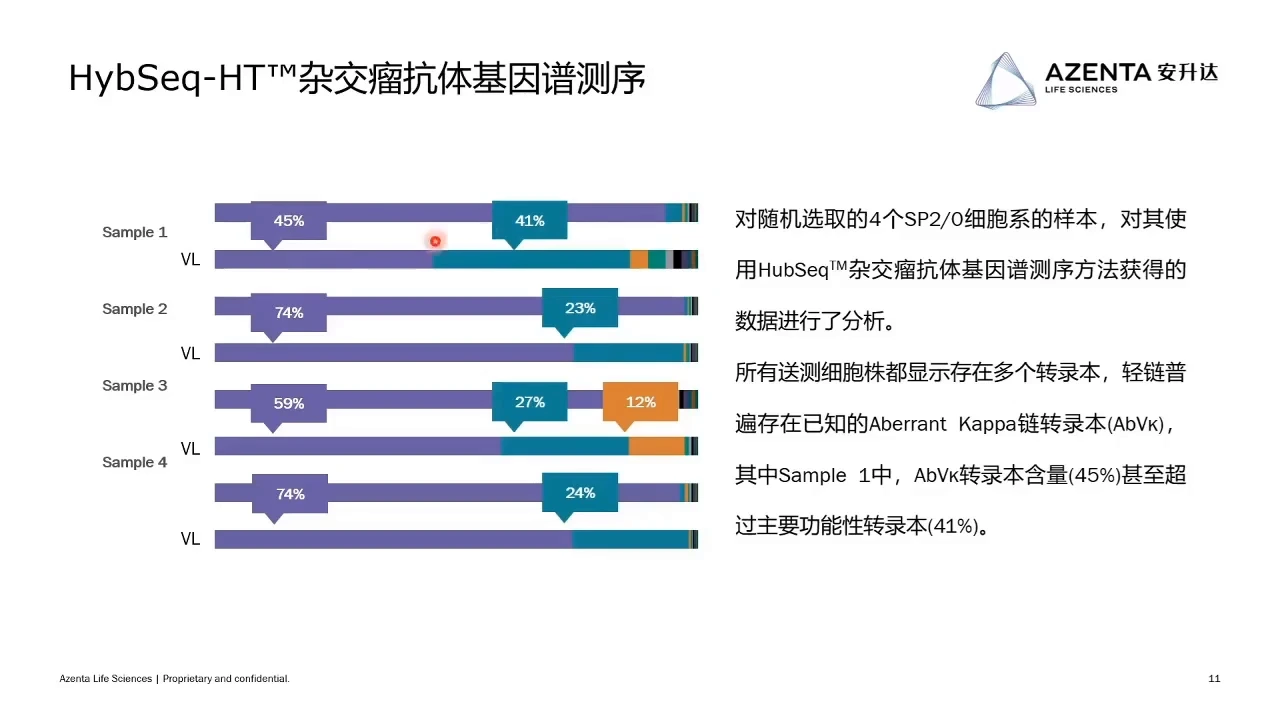 HybSeq-HT™杂交瘤抗体基因谱测序
AZENTA 安升达
LIFE SCIENCES
Sample 1
45%
41%
VL
Sample 2
74%
23%
VL
Sample 3
59%
27%
12%
VL
Sample 4
74%
24%
VL
对随机选取的4个SP2/0细胞系的样本，对其使
用HubSeqTM杂交瘤抗体基因谱测序方法获得的
数据进行了分析。
所有送测细胞株都显示存在多个转录本，轻链普
遍存在已知的Aberrant Kappa链转录本(AbVκ)，
其中Sample 1中，AbVκ转录本含量(45%)甚至超
过主要功能性转录本(41%)。
Azenta Life Sciences | Proprietary and confidential.
11